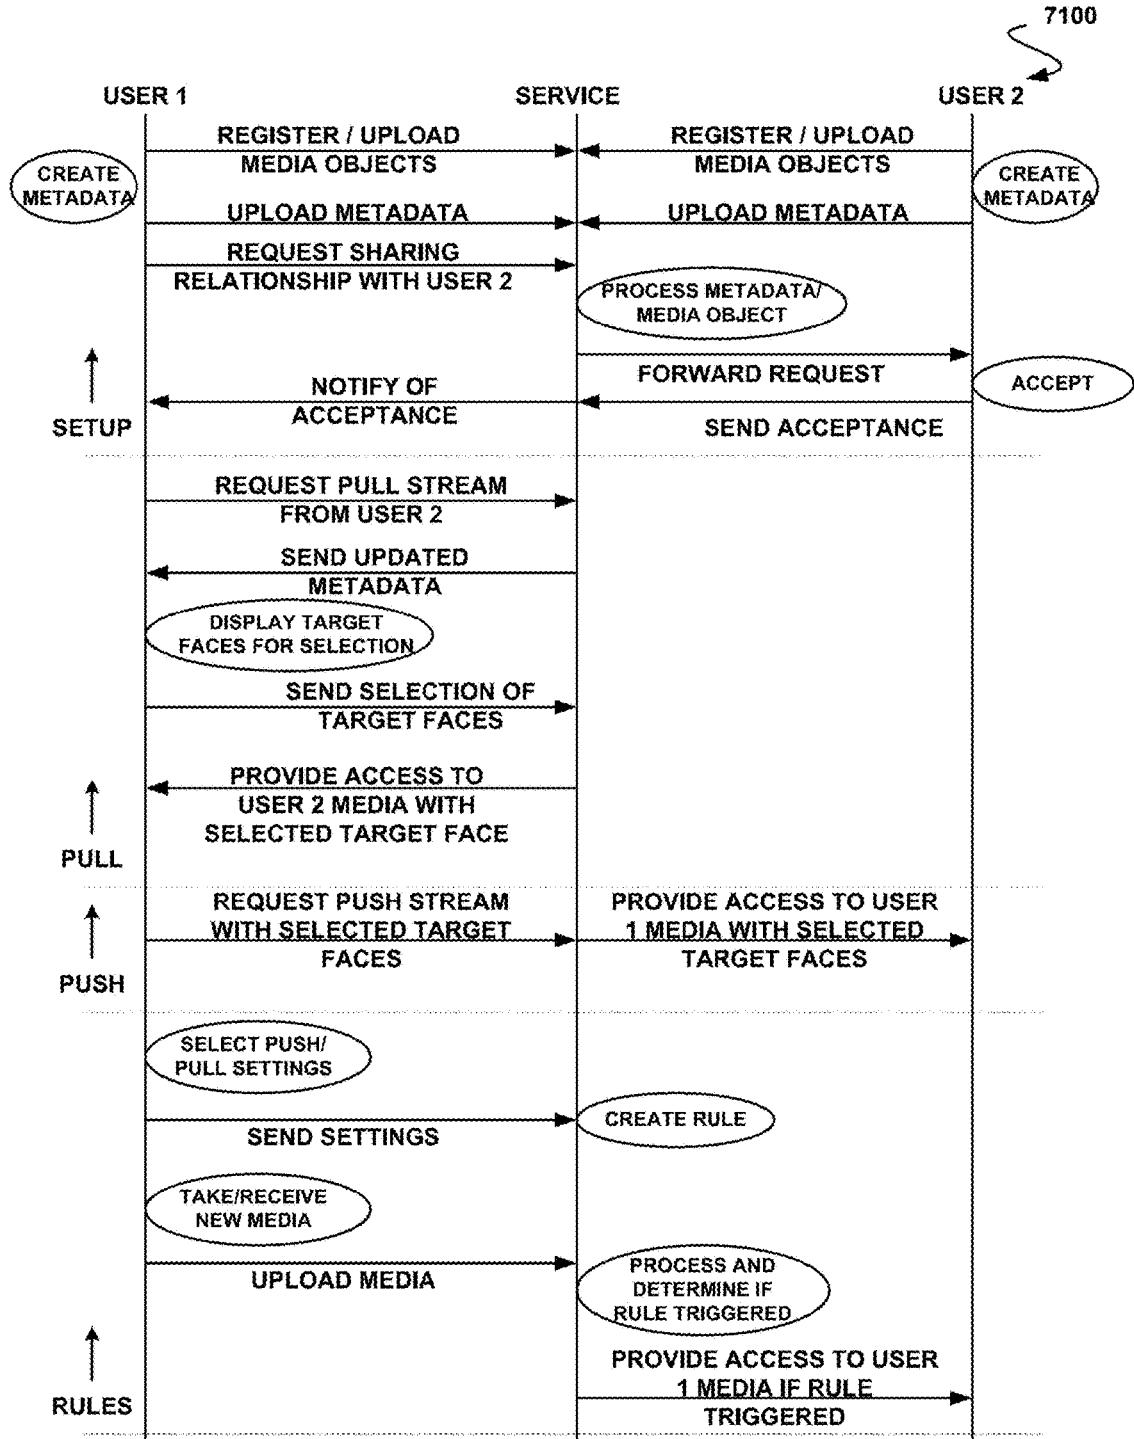 7100
USER 1
SERVICE
USER 2
REGISTER / UPLOAD
MEDIA OBJECTS
REGISTER / UPLOAD
MEDIA OBJECTS
CREATE
METADATA
CREATE
METADATA
UPLOAD METADATA
UPLOAD METADATA
REQUEST SHARING
RELATIONSHIP WITH USER 2
PROCESS METADATA/
MEDIA OBJECT
FORWARD REQUEST
ACCEPT
NOTIFY OF
ACCEPTANCE
SEND ACCEPTANCE
SETUP
REQUEST PULL STREAM
FROM USER 2
SEND UPDATED
METADATA
DISPLAY TARGET
FACES FOR SELECTION
SEND SELECTION OF
TARGET FACES
PROVIDE ACCESS TO
USER 2 MEDIA WITH
SELECTED TARGET FACE
PULL
REQUEST PUSH STREAM
WITH SELECTED TARGET
FACES
PROVIDE ACCESS TO USER
1 MEDIA WITH SELECTED
TARGET FACES
PUSH
SELECT PUSH/
PULL SETTINGS
SEND SETTINGS
CREATE RULE
TAKE/RECEIVE
NEW MEDIA
UPLOAD MEDIA
PROCESS AND
DETERMINE IF
RULE TRIGGERED
PROVIDE ACCESS TO USER
1 MEDIA IF RULE
TRIGGERED
RULES